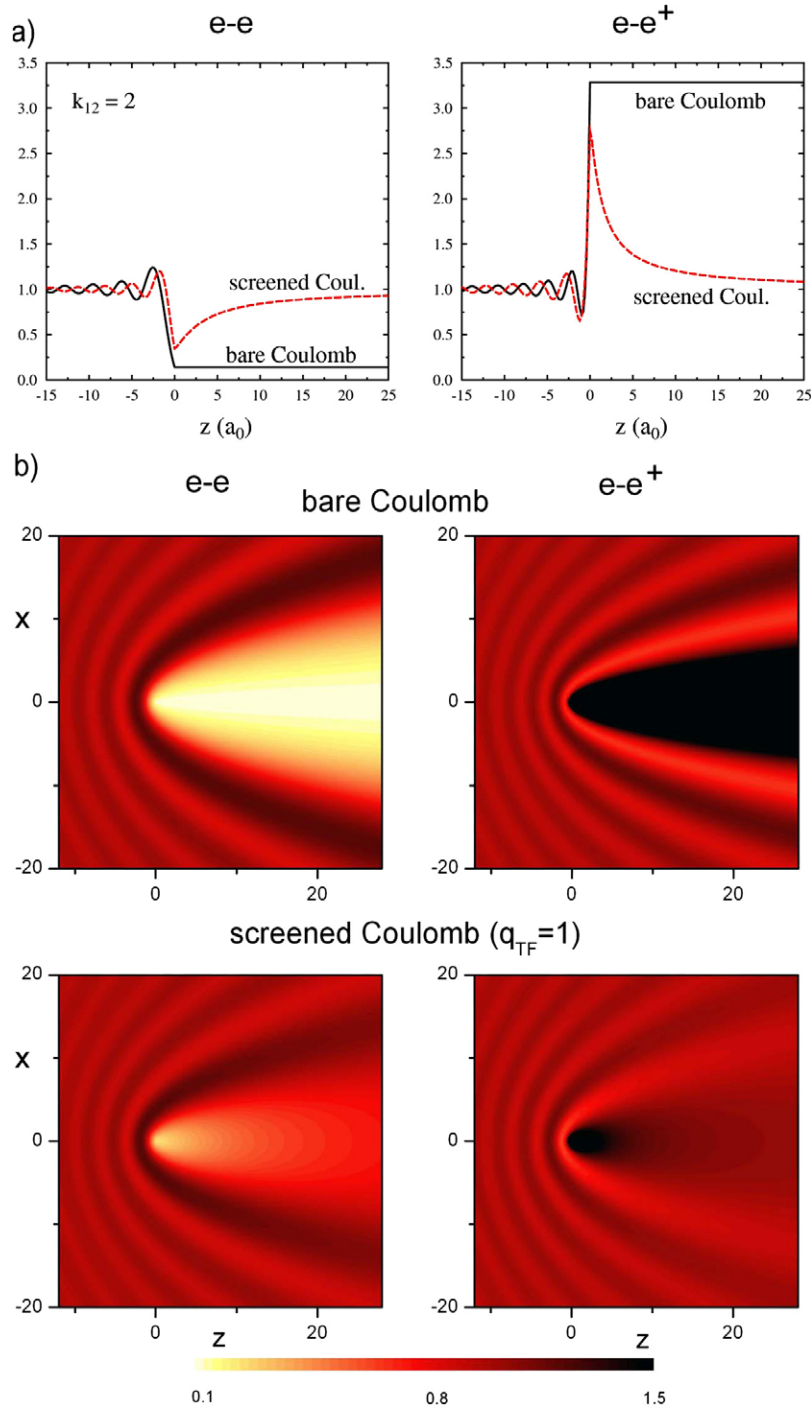 a)
e-e
e-e+
3.5
3.0
2.5
2.0
1.5
1.0
0.5
0.0
k12 = 2
screened Coul.
bare Coulomb
-15 -10 -5 0 5 10 15 20 25
z (a0)
3.5
3.0
2.5
2.0
1.5
1.0
0.5
0.0
bare Coulomb
screened Coul.
-15 -10 -5 0 5 10 15 20 25
z (a0)
b)
e-e
e-e+
bare Coulomb
20
x
0
-20
0 20
20
0
-20
0 20
screened Coulomb (qTF=1)
20
x
0
-20
0 20
z
20
0
-20
0 20
z
0.1 0.8 1.5